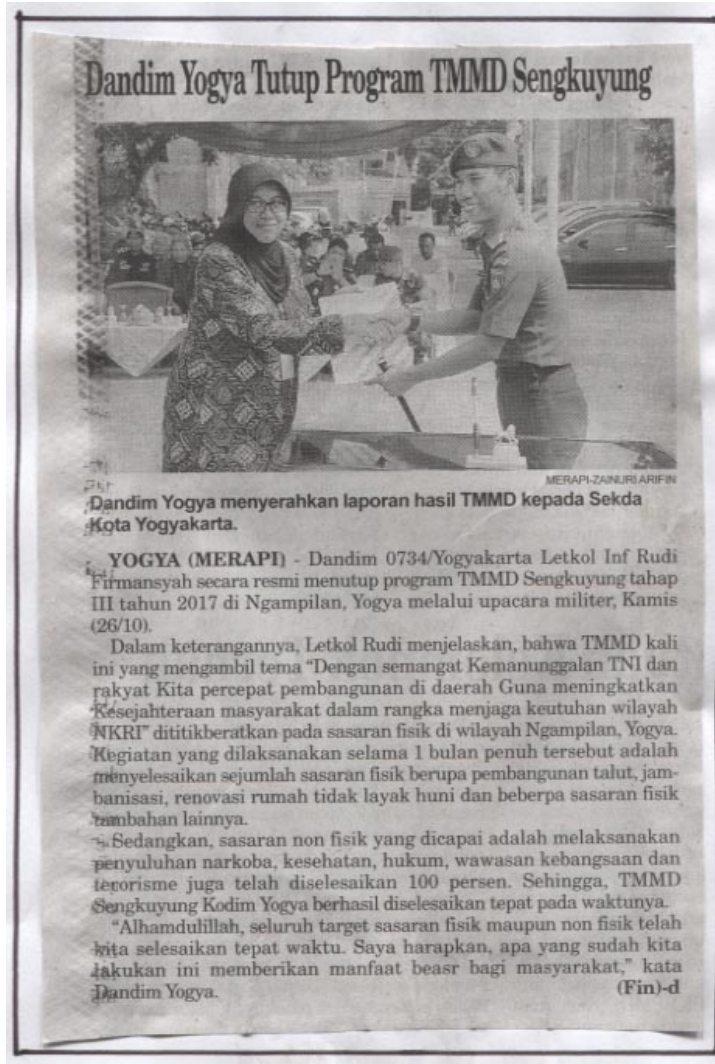 Dandim Yogya Tutup Program TMMD Sengkuyung
MERAPI-ZAINURI ARIFIN
Dandim Yogya menyerahkan laporan hasil TMMD kepada Sekda
Kota Yogyakarta.
YOGYA (MERAPI) - Dandim 0734/Yogyakarta Letkol Inf Rudi
Firmansyah secara resmi menutup program TMMD Sengkuyung tahap
III tahun 2017 di Ngampilan, Yogya melalui upacara militer, Kamis
(26/10).
Dalam keterangannya, Letkol Rudi menjelaskan, bahwa TMMD kali
ini yang mengambil tema “Dengan semangat Kemanunggalan TNI dan
rakyat Kita percepat pembangunan di daerah Guna meningkatkan
Kesejahteraan masyarakat dalam rangka menjaga keutuhan wilayah
NKRI” dititikberatkan pada sasaran fisik di wilayah Ngampilan, Yogya.
Kegiatan yang dilaksanakan selama 1 bulan penuh tersebut adalah
menyelesaikan sejumlah sasaran fisik berupa pembangunan talut, jam-
banisasi, renovasi rumah tidak layak huni dan beberpa sasaran fisik
tambahan lainnya.
Sedangkan, sasaran non fisik yang dicapai adalah melaksanakan
penyuluhan narkoba, kesehatan, hukum, wawasan kebangsaan dan
terorisme juga telah diselesaikan 100 persen. Sehingga, TMMD
Sengkuyung Kodim Yogya berhasil diselesaikan tepat pada waktunya.
“Alhamdulillah, seluruh target sasaran fisik maupun non fisik telah
kita selesaikan tepat waktu. Saya harapkan, apa yang sudah kita
lakukan ini memberikan manfaat beasr bagi masyarakat,” kata
Dandim Yogya. (Fin)-d